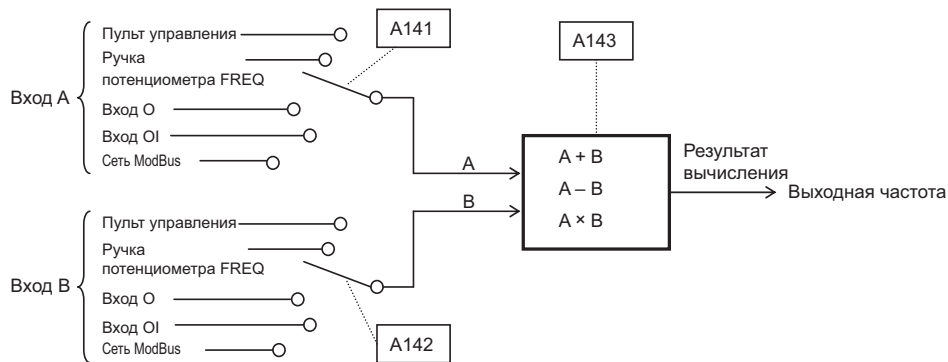 Пульт управления
A141
A143
Ручка
потенциометра FREQ
Вход A
Вход O
Вход OI
Сеть ModBus
A
B
A + B
A – B
A × B
Результат
вычисления
Выходная частота
Пульт управления
Ручка
потенциометра FREQ
Вход B
Вход O
Вход OI
Сеть ModBus
A142